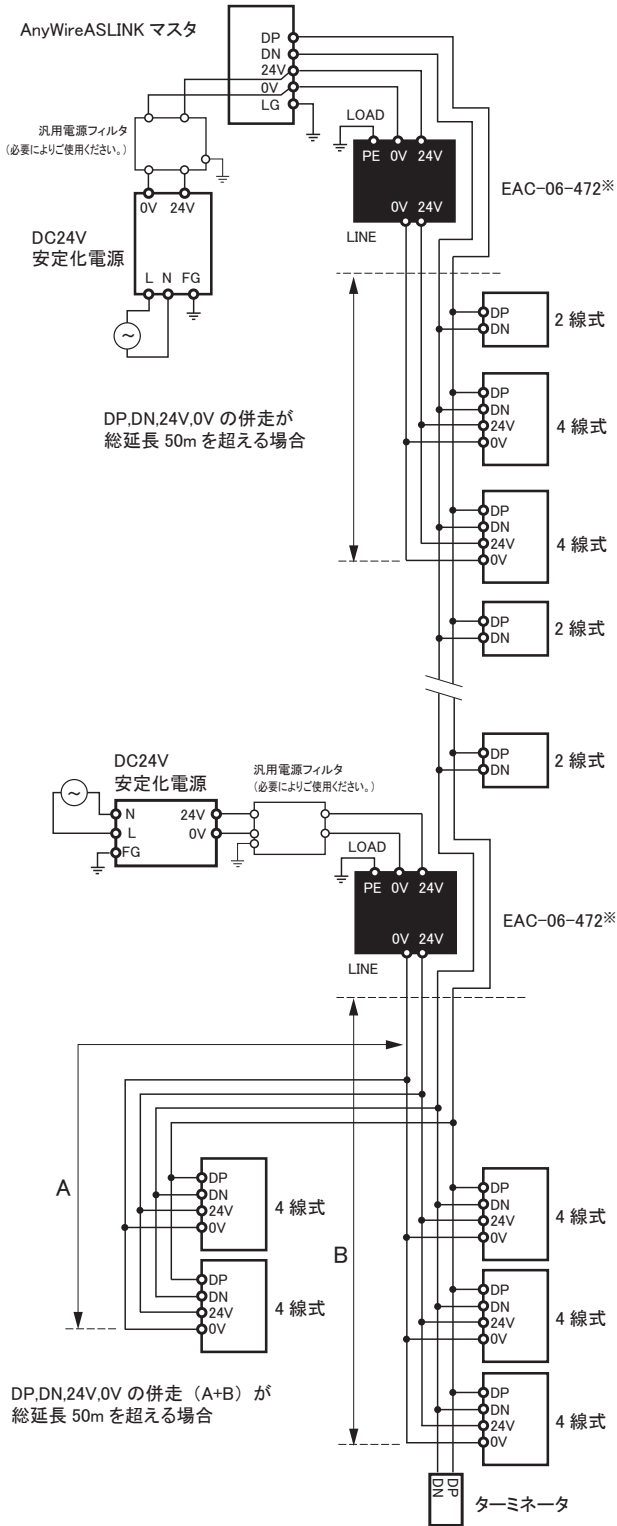 AnyWireASLINK マスタ
DP
DN
24V
0V
LG
汎用電源フィルタ
(必要によりご使用ください。)
0V 24V
DC24V
安定化電源
L N FG
~
LOAD
PE 0V 24V
0V 24V
LINE
EAC-06-472※
DP
DN
2 線式
DP,DN,24V,0V の併走が
総延長 50m を超える場合
DP
DN
24V
0V
4 線式
DP
DN
24V
0V
4 線式
DP
DN
2 線式
DP
DN
2 線式
DC24V
安定化電源
汎用電源フィルタ
(必要によりご使用ください。)
~
N
L
FG
24V
0V
LOAD
PE 0V 24V
0V 24V
LINE
EAC-06-472※
A
B
DP
DN
24V
0V
4 線式
DP
DN
24V
0V
4 線式
DP
DN
24V
0V
4 線式
DP
DN
24V
0V
4 線式
DP
DN
24V
0V
4 線式
DP,DN,24V,0V の併走（A+B）が
総延長 50m を超える場合
DP
DN
ターミネータ